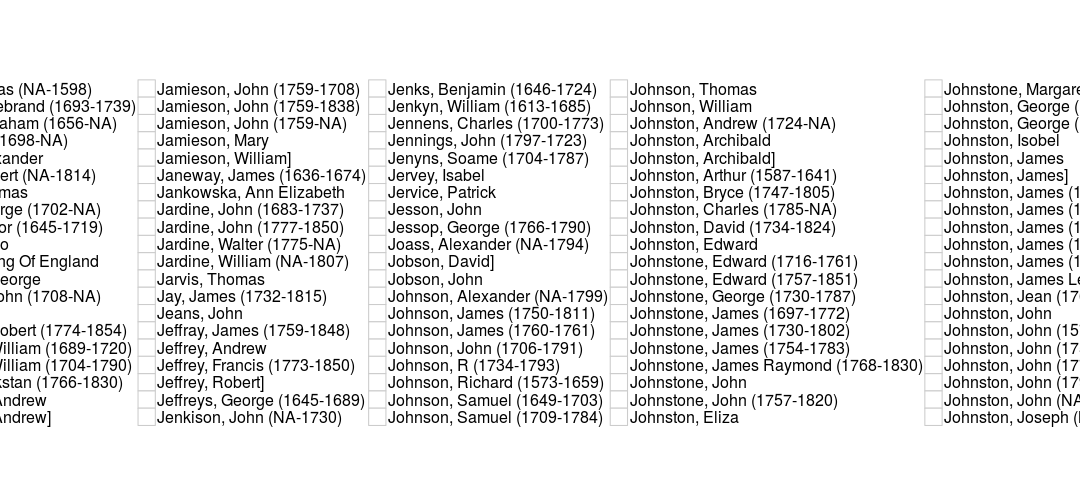 as (NA-1598)
ebrand (1693-1739)
aham (1656-NA)
1698-NA)
xander
ert (NA-1814)
mas
rge (1702-NA)
or (1645-1719)
o
ng Of England
eorge
ohn (1708-NA)
obert (1774-1854)
Villiam (1689-1720)
Villiam (1704-1790)
kstan (1766-1830)
Andrew
Andrew]
Jamieson, John (1759-1708)
Jamieson, John (1759-1838)
Jamieson, John (1759-NA)
Jamieson, Mary
Jamieson, William]
Janeway, James (1636-1674)
Jankowska, Ann Elizabeth
Jardine, John (1683-1737)
Jardine, John (1777-1850)
Jardine, Walter (1775-NA)
Jardine, William (NA-1807)
Jarvis, Thomas
Jay, James (1732-1815)
Jeans, John
Jeffray, James (1759-1848)
Jeffrey, Andrew
Jeffrey, Francis (1773-1850)
Jeffrey, Robert]
Jeffreys, George (1645-1689)
Jenkison, John (NA-1730)
Jenks, Benjamin (1646-1724)
Jenkyn, William (1613-1685)
Jennens, Charles (1700-1773)
Jennings, John (1797-1723)
Jenyns, Soame (1704-1787)
Jervey, Isabel
Jervice, Patrick
Jesson, John
Jessop, George (1766-1790)
Joass, Alexander (NA-1794)
Jobson, David]
Jobson, John
Johnson, Alexander (NA-1799)
Johnson, James (1750-1811)
Johnson, James (1760-1761)
Johnson, John (1706-1791)
Johnson, R (1734-1793)
Johnson, Richard (1573-1659)
Johnson, Samuel (1649-1703)
Johnson, Samuel (1709-1784)
Johnson, Thomas
Johnson, William
Johnston, Andrew (1724-NA)
Johnston, Archibald
Johnston, Archibald]
Johnston, Arthur (1587-1641)
Johnston, Bryce (1747-1805)
Johnston, Charles (1785-NA)
Johnston, David (1734-1824)
Johnston, Edward
Johnstone, Edward (1716-1761)
Johnstone, Edward (1757-1851)
Johnstone, George (1730-1787)
Johnstone, James (1697-1772)
Johnstone, James (1730-1802)
Johnstone, James (1754-1783)
Johnstone, James Raymond (1768-1830)
Johnstone, John
Johnstone, John (1757-1820)
Johnston, Eliza
Johnstone, Margare
Johnston, George (
Johnston, George (
Johnston, Isobel
Johnston, James
Johnston, James]
Johnston, James (1
Johnston, James (1
Johnston, James (1
Johnston, James (1
Johnston, James (1
Johnston, James Le
Johnston, Jean (17
Johnston, John
Johnston, John (15
Johnston, John (17
Johnston, John (17
Johnston, John (179
Johnston, John (NA
Johnston, Joseph (